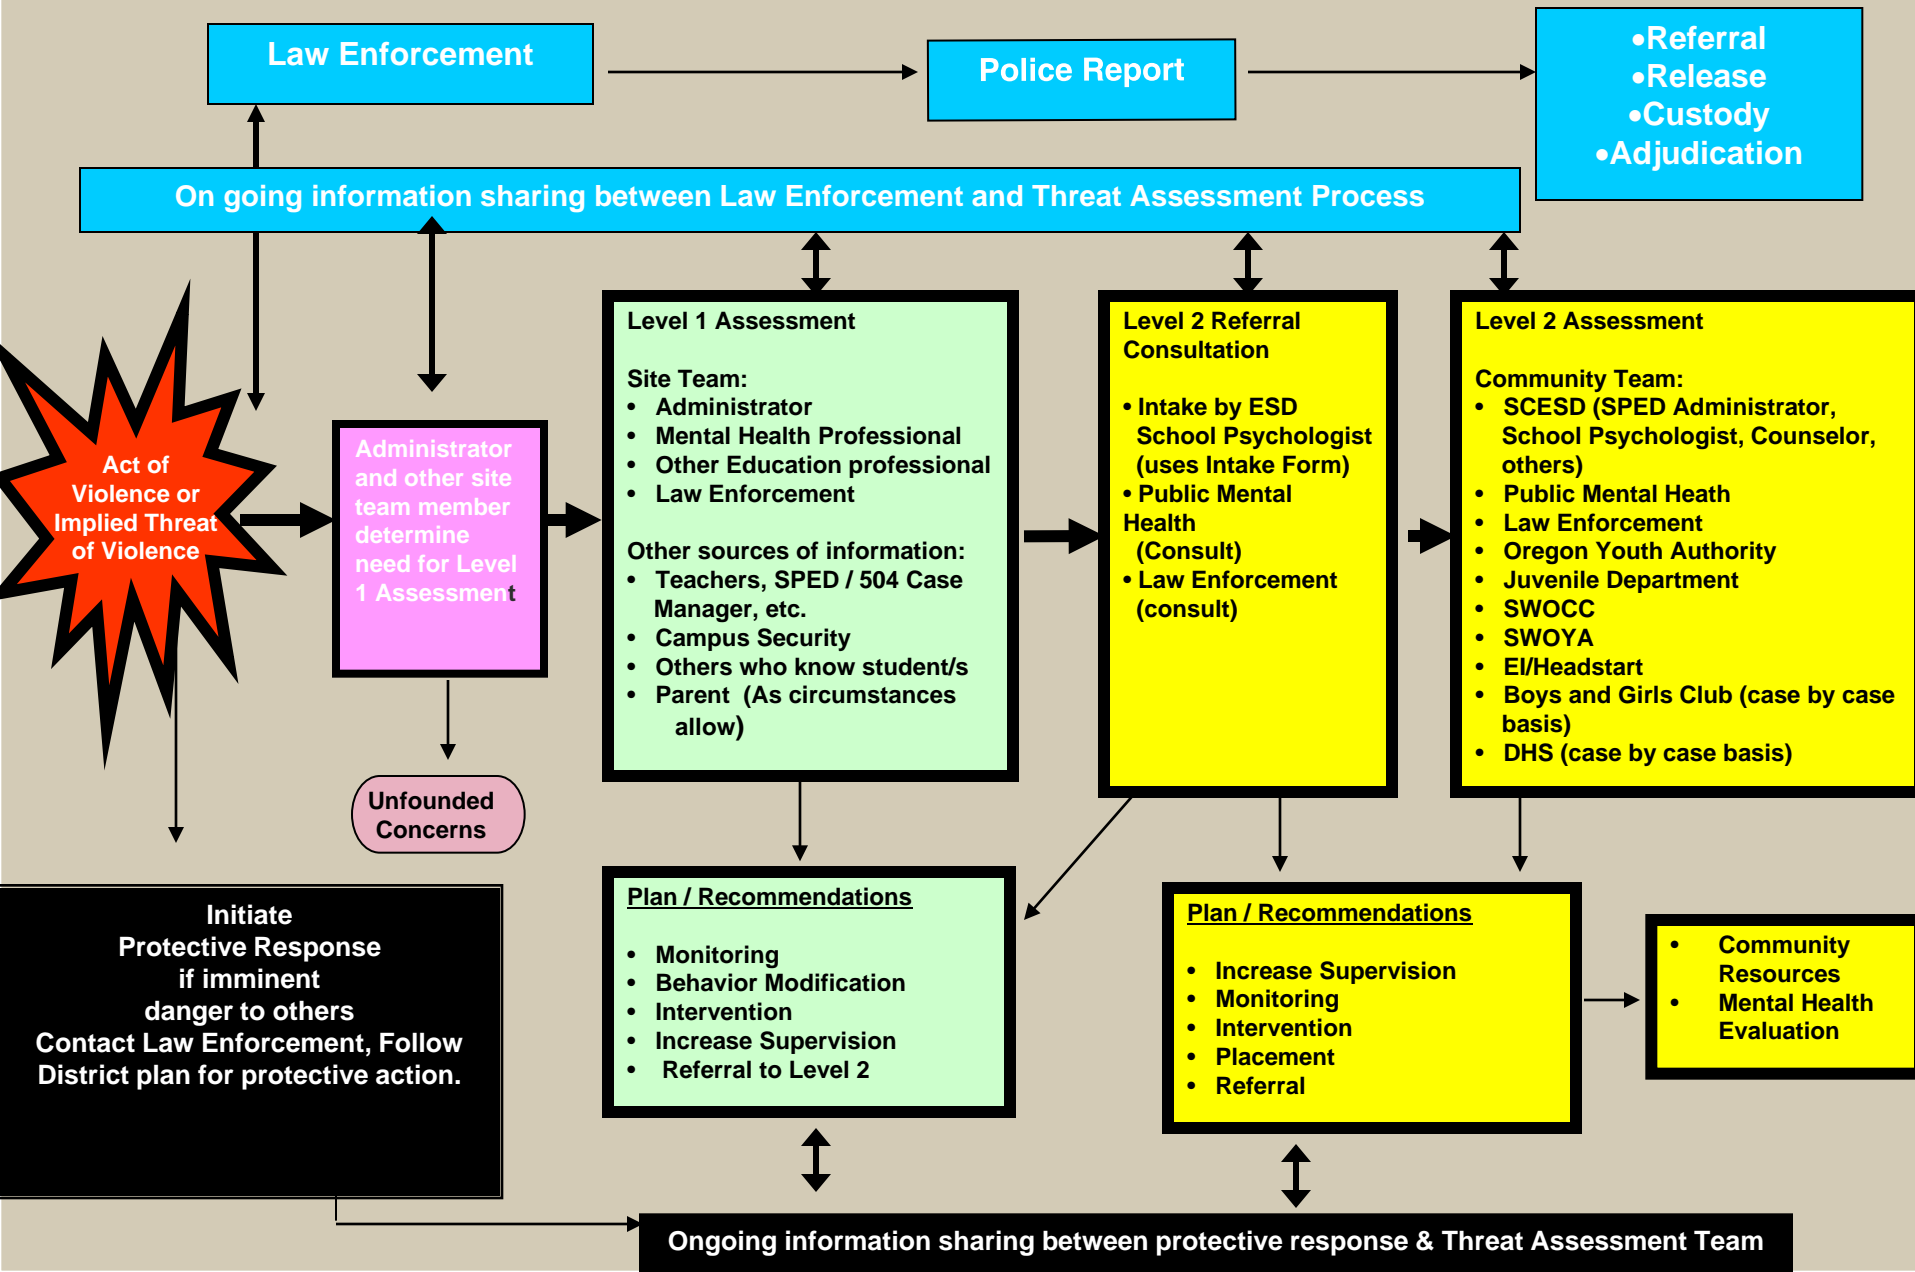 Law Enforcement
Police Report
•Referral
•Release
•Custody
•Adjudication
On going information sharing between Law Enforcement and Threat Assessment Process
Act of
Violence or
Implied Threat
of Violence
Administrator
and other site
team member
determine
need for Level
1 Assessment
Unfounded
Concerns
Level 1 Assessment
Site Team:
• Administrator
• Mental Health Professional
• Other Education professional
• Law Enforcement
Other sources of information:
• Teachers, SPED / 504 Case
Manager, etc.
• Campus Security
• Others who know student/s
• Parent (As circumstances
allow)
Level 2 Referral
Consultation
• Intake by ESD
School Psychologist
(uses Intake Form)
• Public Mental
Health
(Consult)
• Law Enforcement
(consult)
Level 2 Assessment
Community Team:
• SCESD (SPED Administrator,
School Psychologist, Counselor,
others)
• Public Mental Heath
• Law Enforcement
• Oregon Youth Authority
• Juvenile Department
• SWOCC
• SWOYA
• EI/Headstart
• Boys and Girls Club (case by case
basis)
• DHS (case by case basis)
Initiate
Protective Response
if imminent
danger to others
Contact Law Enforcement, Follow
District plan for protective action.
Plan / Recommendations
• Monitoring
• Behavior Modification
• Intervention
• Increase Supervision
• Referral to Level 2
Plan / Recommendations
• Increase Supervision
• Monitoring
• Intervention
• Placement
• Referral
• Community
Resources
• Mental Health
Evaluation
Ongoing information sharing between protective response & Threat Assessment Team